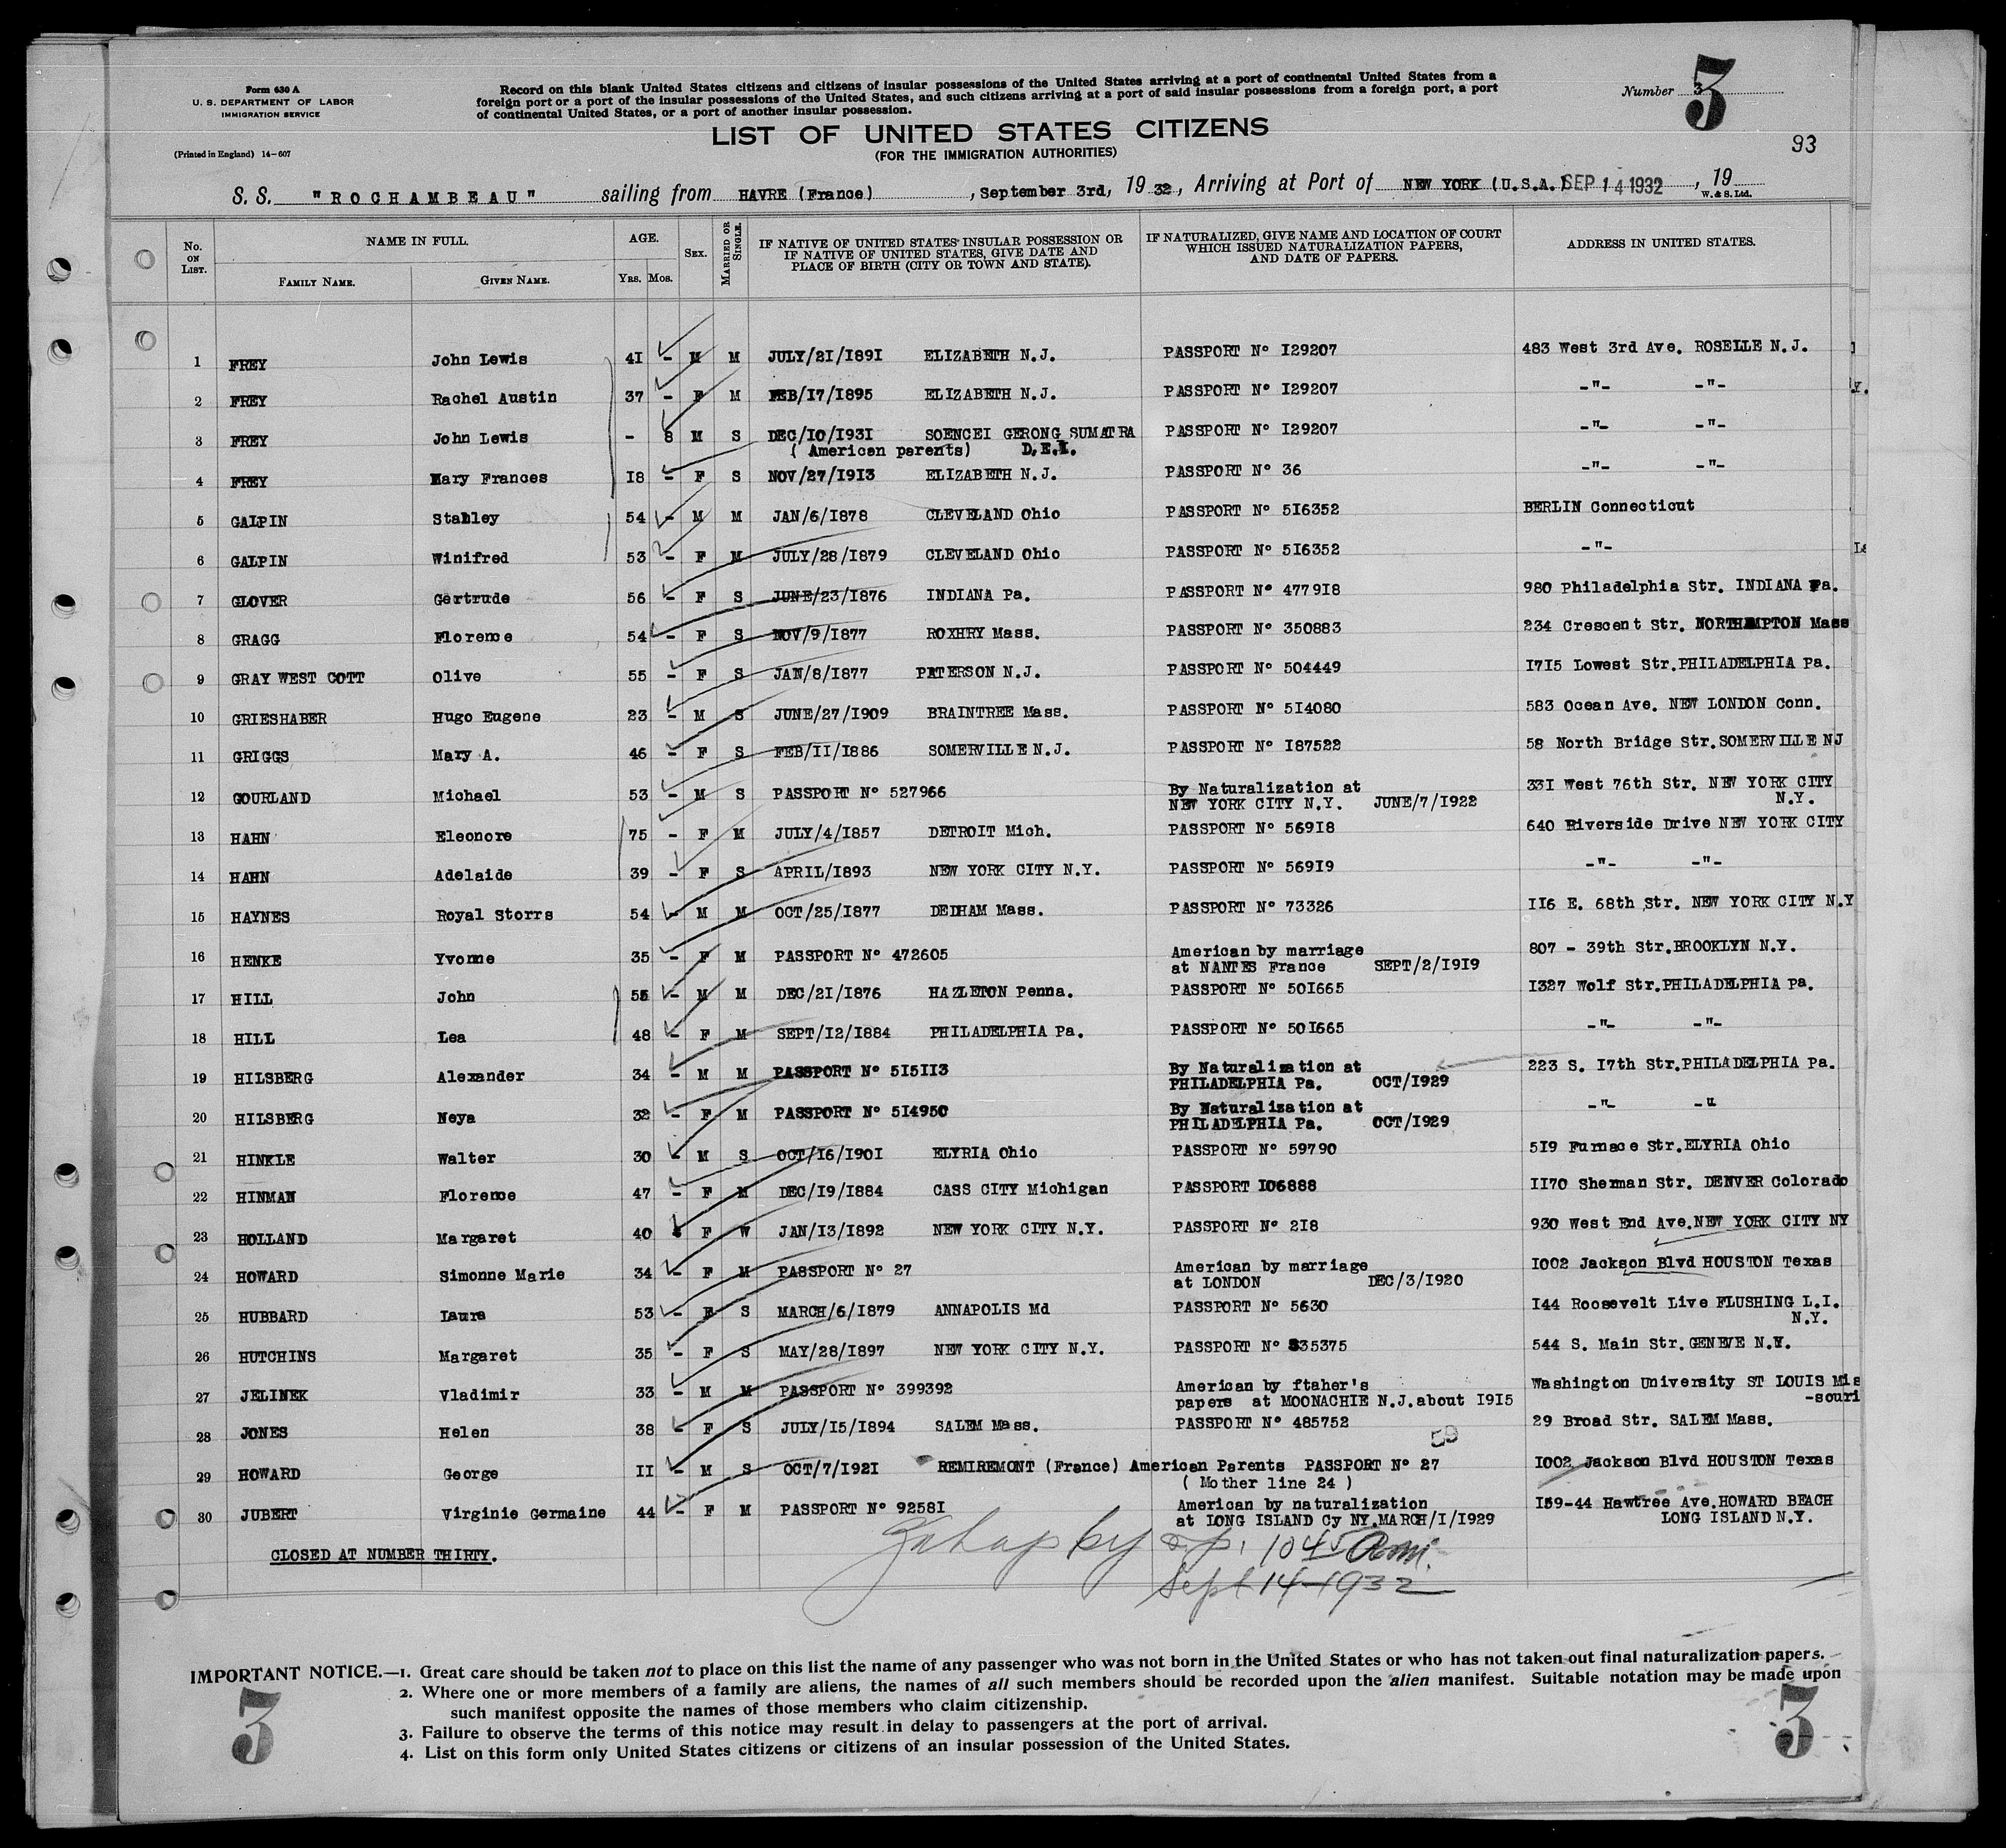 Form 630 A
U. S. DEPARTMENT OF LABOR
IMMIGRATION SERVICE
(Printed in England) 14-607
Record on this blank United States citizens and citizens of insular possessions of the United States arriving at a port of continental United States from a
foreign port or a port of the insular possessions of the United States, and such citizens arriving at a port of said insular possessions from a foreign port, a port
of continental United States, or a port of another insular possession.
Number 3
3
LIST OF UNITED STATES CITIZENS
(FOR THE IMMIGRATION AUTHORITIES)
93
S. S. "ROCHAMBEAU" sailing from HAVRE (France), September 3rd, 1932, Arriving at Port of NEW YORK (U.S.A.) SEP 14 1932, 19
W. & S. Ltd.
No. ON LIST. NAME IN FULL. FAMILY NAME. GIVEN NAME. AGE. YRS. MOS. SEX. MARRIED OR SINGLE. IF NATIVE OF UNITED STATES INSULAR POSSESSION OR IF NATIVE OF UNITED STATES, GIVE DATE AND PLACE OF BIRTH (CITY OR TOWN AND STATE). IF NATURALIZED, GIVE NAME AND LOCATION OF COURT WHICH ISSUED NATURALIZATION PAPERS, AND DATE OF PAPERS. ADDRESS IN UNITED STATES.
1 FREY John Lewis 41 - M M JULY/21/1891 ELIZABETH N.J. PASSPORT N° 129207 483 West 3rd Ave. ROSELLE N.J.
2 FREY Rachel Austin 37 - F M FEB/17/1895 ELIZABETH N.J. PASSPORT N° 129207 -"- -"-
3 FREY John Lewis - 8 M S DEC/10/1931 SOENGEI GERONG SUMATRA PASSPORT N° 129207 -"- -"-
( American parents) D.E.I.
4 FREY Mary Frances 18 - F S NOV/27/1913 ELIZABETH N.J. PASSPORT N° 36 -"- -"-
5 GALPIN Stanley 54 - M M JAN/6/1878 CLEVELAND Ohio PASSPORT N° 516352 BERLIN Connecticut
6 GALPIN Winifred 53 - F M JULY/28/1879 CLEVELAND Ohio PASSPORT N° 516352 -"-
7 GLOVER Gertrude 56 - F S JUNE/23/1876 INDIANA Pa. PASSPORT N° 477918 980 Philadelphia Str. INDIANA Pa.
8 GRAGG Florence 54 - F S NOV/9/1877 ROXHRY Mass. PASSPORT N° 350883 234 Crescent Str. NORTHAMPTON Mass
9 GRAY WEST COTT Olive 55 - F S JAN/8/1877 PATERSON N.J. PASSPORT N° 504449 1715 Lowest Str.PHILADELPHIA Pa.
10 GRIESHABER Hugo Eugene 23 - M S JUNE/27/1909 BRAINTREE Mass. PASSPORT N° 514080 583 Ocean Ave. NEW LONDON Conn.
11 GRIGGS Mary A. 46 - F S FEB/11/1886 SOMERVILLE N.J. PASSPORT N° 187522 58 North Bridge Str.SOMERVILLE NJ
12 GOURLAND Michael 53 - M S PASSPORT N° 527966 By Naturalization at 331 West 76th Str. NEW YORK CITY
NEW YORK CITY N.Y. JUNE/7/1922 N.Y.
13 HAHN Eleonore 75 - F M JULY/4/1857 DETROIT Mich. PASSPORT N° 56918 640 Riverside Drive NEW YORK CITY
14 HAHN Adelaide 39 - F S APRIL/1893 NEW YORK CITY N.Y. PASSPORT N° 56919 -"- -"-
15 HAYNES Royal Storrs 54 - M M OCT/25/1877 DEDHAM Mass. PASSPORT N° 73326 116 E. 68th Str. NEW YORK CITY N.Y
16 HENKE Yvonne 35 - F M PASSPORT N° 472605 American by marriage 807 - 39th Str.BROOKLYN N.Y.
at NANTES France SEPT/2/1919
17 HILL John 55 - M M DEC/21/1876 HAZLETON Penna. PASSPORT N° 501665 1327 Wolf Str.PHILADELPHIA Pa.
18 HILL Lea 48 - F M SEPT/12/1884 PHILADELPHIA Pa. PASSPORT N° 501665 -"- -"-
19 HILSBERG Alexander 34 - M M PASSPORT N° 515113 By Naturalization at 223 S. 17th Str.PHILADELPHIA Pa.
PHILADELPHIA Pa. OCT/1929
20 HILSBERG Neya 32 - F M PASSPORT N° 514950 By Naturalization at -"- -"
PHILADELPHIA Pa. OCT/1929
21 HINKLE Walter 30 - M S OCT/16/1901 ELYRIA Ohio PASSPORT N° 59790 519 Furnace Str.ELYRIA Ohio
22 HINMAN Florence 47 - F M DEC/19/1884 CASS CITY Michigan PASSPORT 106888 1170 Sherman Str. DENVER Colorado
23 HOLLAND Margaret 40 F W JAN/13/1892 NEW YORK CITY N.Y. PASSPORT N° 218 930 West End Ave.NEW YORK CITY NY
24 HOWARD Simonne Marie 34 - F M PASSPORT N° 27 American by marriage 1002 Jackson Blvd HOUSTON Texas
at LONDON DEC/3/1920
25 HUBBARD Laura 53 - F S MARCH/6/1879 ANNAPOLIS Md PASSPORT N° 5630 144 Roosevelt Live FLUSHING L.I.
N.Y.
26 HUTCHINS Margaret 35 - F S MAY/28/1897 NEW YORK CITY N.Y. PASSPORT N° 535375 544 S. Main Str. GENEVE N.Y.
27 JELINEK Vladimir 33 - M M PASSPORT N° 399392 American by ftaher's Washington University ST LOUIS Mis
papers at MOONACHIE N.J.about 1915 -souri
28 JONES Helen 38 - F S JULY/15/1894 SALEM Mass. PASSPORT N° 485752 29 Broad Str. SALEM Mass.
59
29 HOWARD George 11 - M S OCT/7/1921 REMIREMONT (France) American Parents PASSPORT N° 27 1002 Jackson Blvd HOUSTON Texas
( Mother line 24 )
30 JUBERT Virginie Germaine 44 - F M PASSPORT N° 92581 American by naturalization 159-44 Hawtree Ave.HOWARD BEACH
at LONG ISLAND Cy NY.MARCH/1/1929 LONG ISLAND N.Y.
CLOSED AT NUMBER THIRTY.
by 1045 am.
Sept 14-1932
IMPORTANT NOTICE.—1. Great care should be taken not to place on this list the name of any passenger who was not born in the United States or who has not taken out final naturalization papers.
2. Where one or more members of a family are aliens, the names of all such members should be recorded upon the alien manifest. Suitable notation may be made upon
such manifest opposite the names of those members who claim citizenship.
3. Failure to observe the terms of this notice may result in delay to passengers at the port of arrival.
4. List on this form only United States citizens or citizens of an insular possession of the United States.
3
3